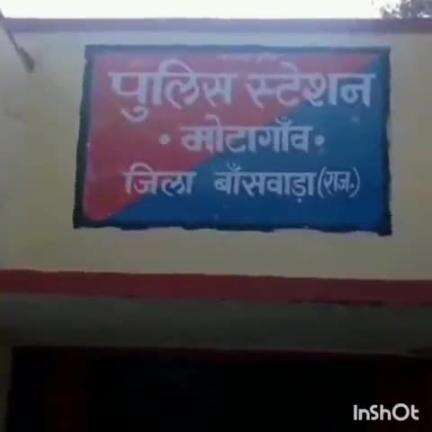 पुलिस स्टेशन
• मोटागाँव •
जिला बाँसवाड़ा (राज.)
InShOt